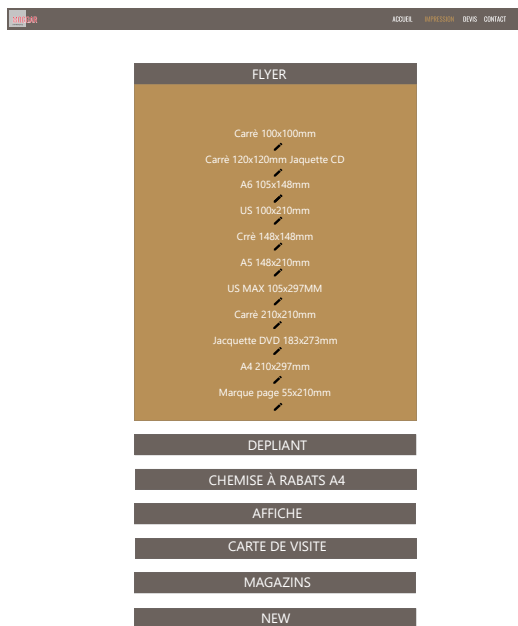 ACCUEIL IMPRESSION DEVIS CONTACT
FLYER
Carrè 100x100mm
Carrè 120x120mm Jaquette CD
A6 105x148mm
US 100x210mm
Crrè 148x148mm
A5 148x210mm
US MAX 105x297MM
Carrè 210x210mm
Jacquette DVD 183x273mm
A4 210x297mm
Marque page 55x210mm
DEPLIANT
CHEMISE À RABATS A4
AFFICHE
CARTE DE VISITE
MAGAZINS
NEW